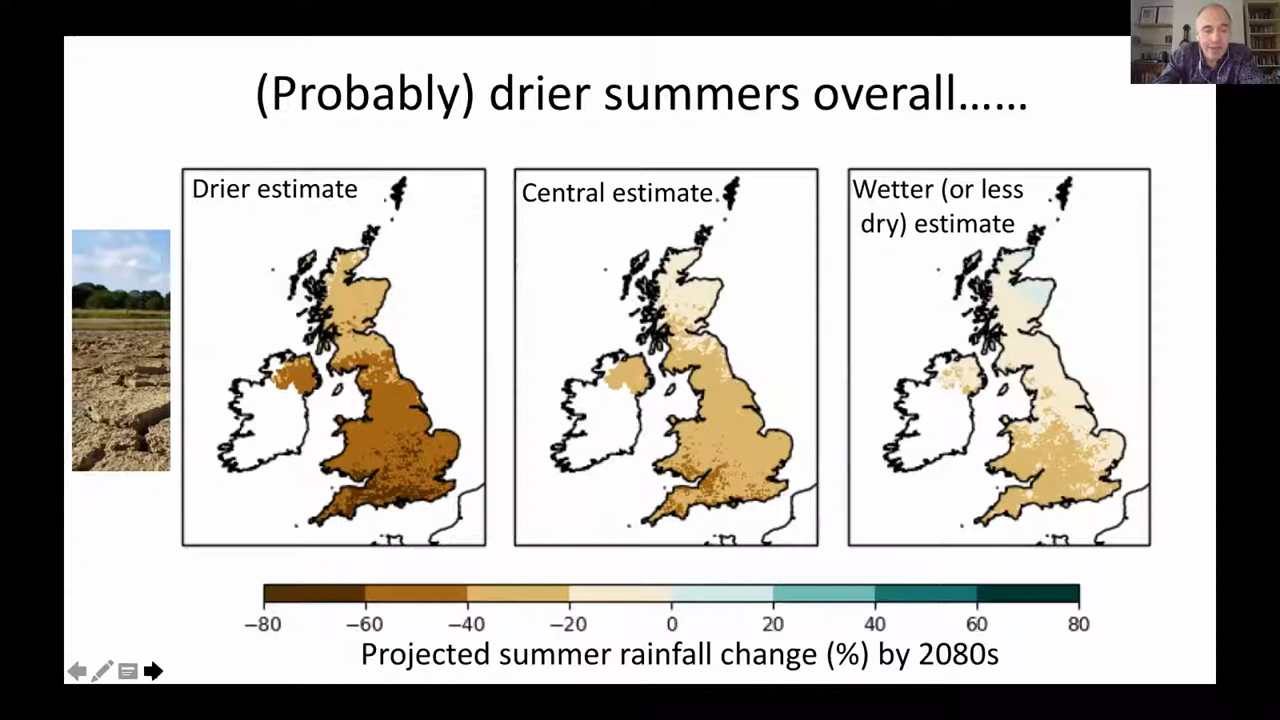 (Probably) drier summers overall……
Drier estimate
Central estimate.
Wetter (or less
dry) estimate
−80 −60 −40 −20 0 20 40 60 80
Projected summer rainfall change (%) by 2080s